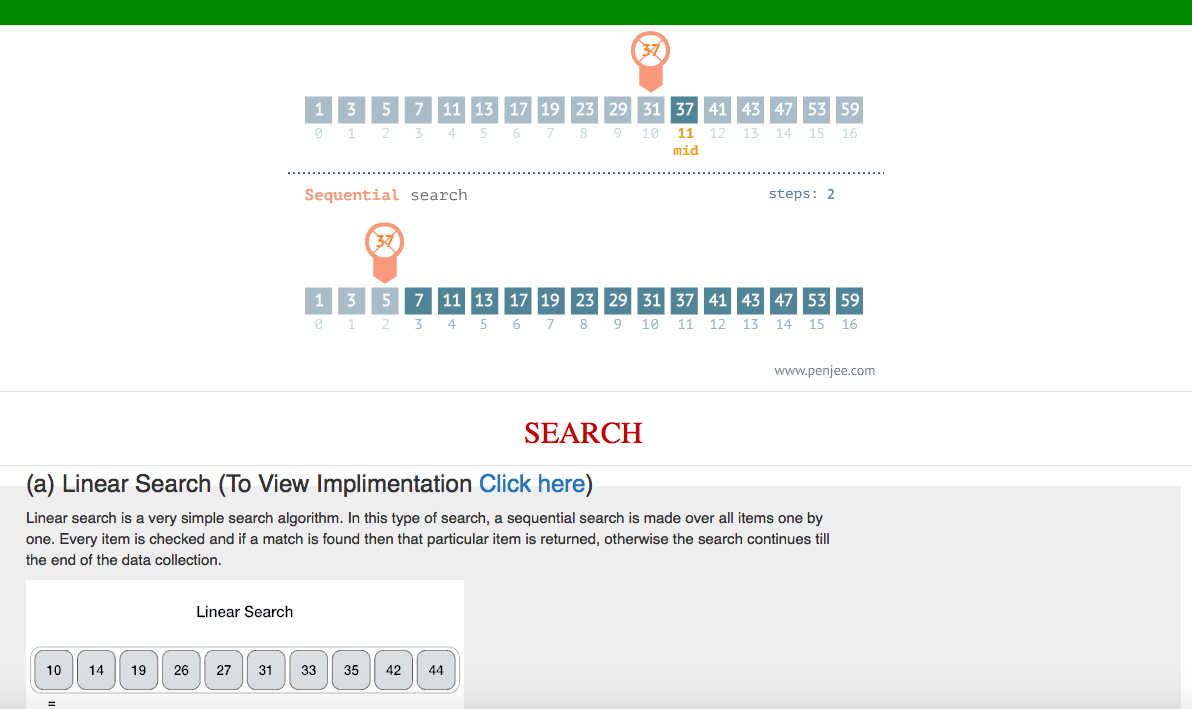 37
1 3 5 7 11 13 17 19 23 29 31 37 41 43 47 53 59
0 1 2 3 4 5 6 7 8 9 10 11 12 13 14 15 16
mid
Sequential search steps: 2
37
1 3 5 7 11 13 17 19 23 29 31 37 41 43 47 53 59
0 1 2 3 4 5 6 7 8 9 10 11 12 13 14 15 16
www.penjee.com
SEARCH
(a) Linear Search (To View Implimentation Click here)
Linear search is a very simple search algorithm. In this type of search, a sequential search is made over all items one by
one. Every item is checked and if a match is found then that particular item is returned, otherwise the search continues till
the end of the data collection.
Linear Search
10 14 19 26 27 31 33 35 42 44
=